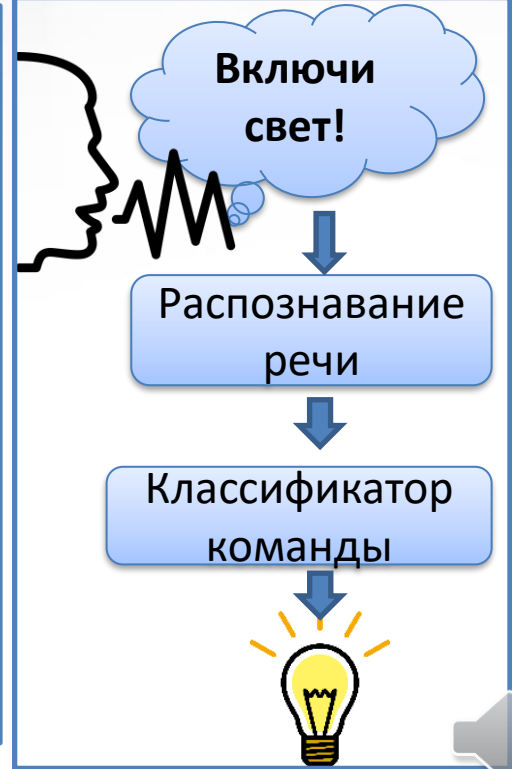 Включи
свет!
Распознавание
речи
Классификатор
команды